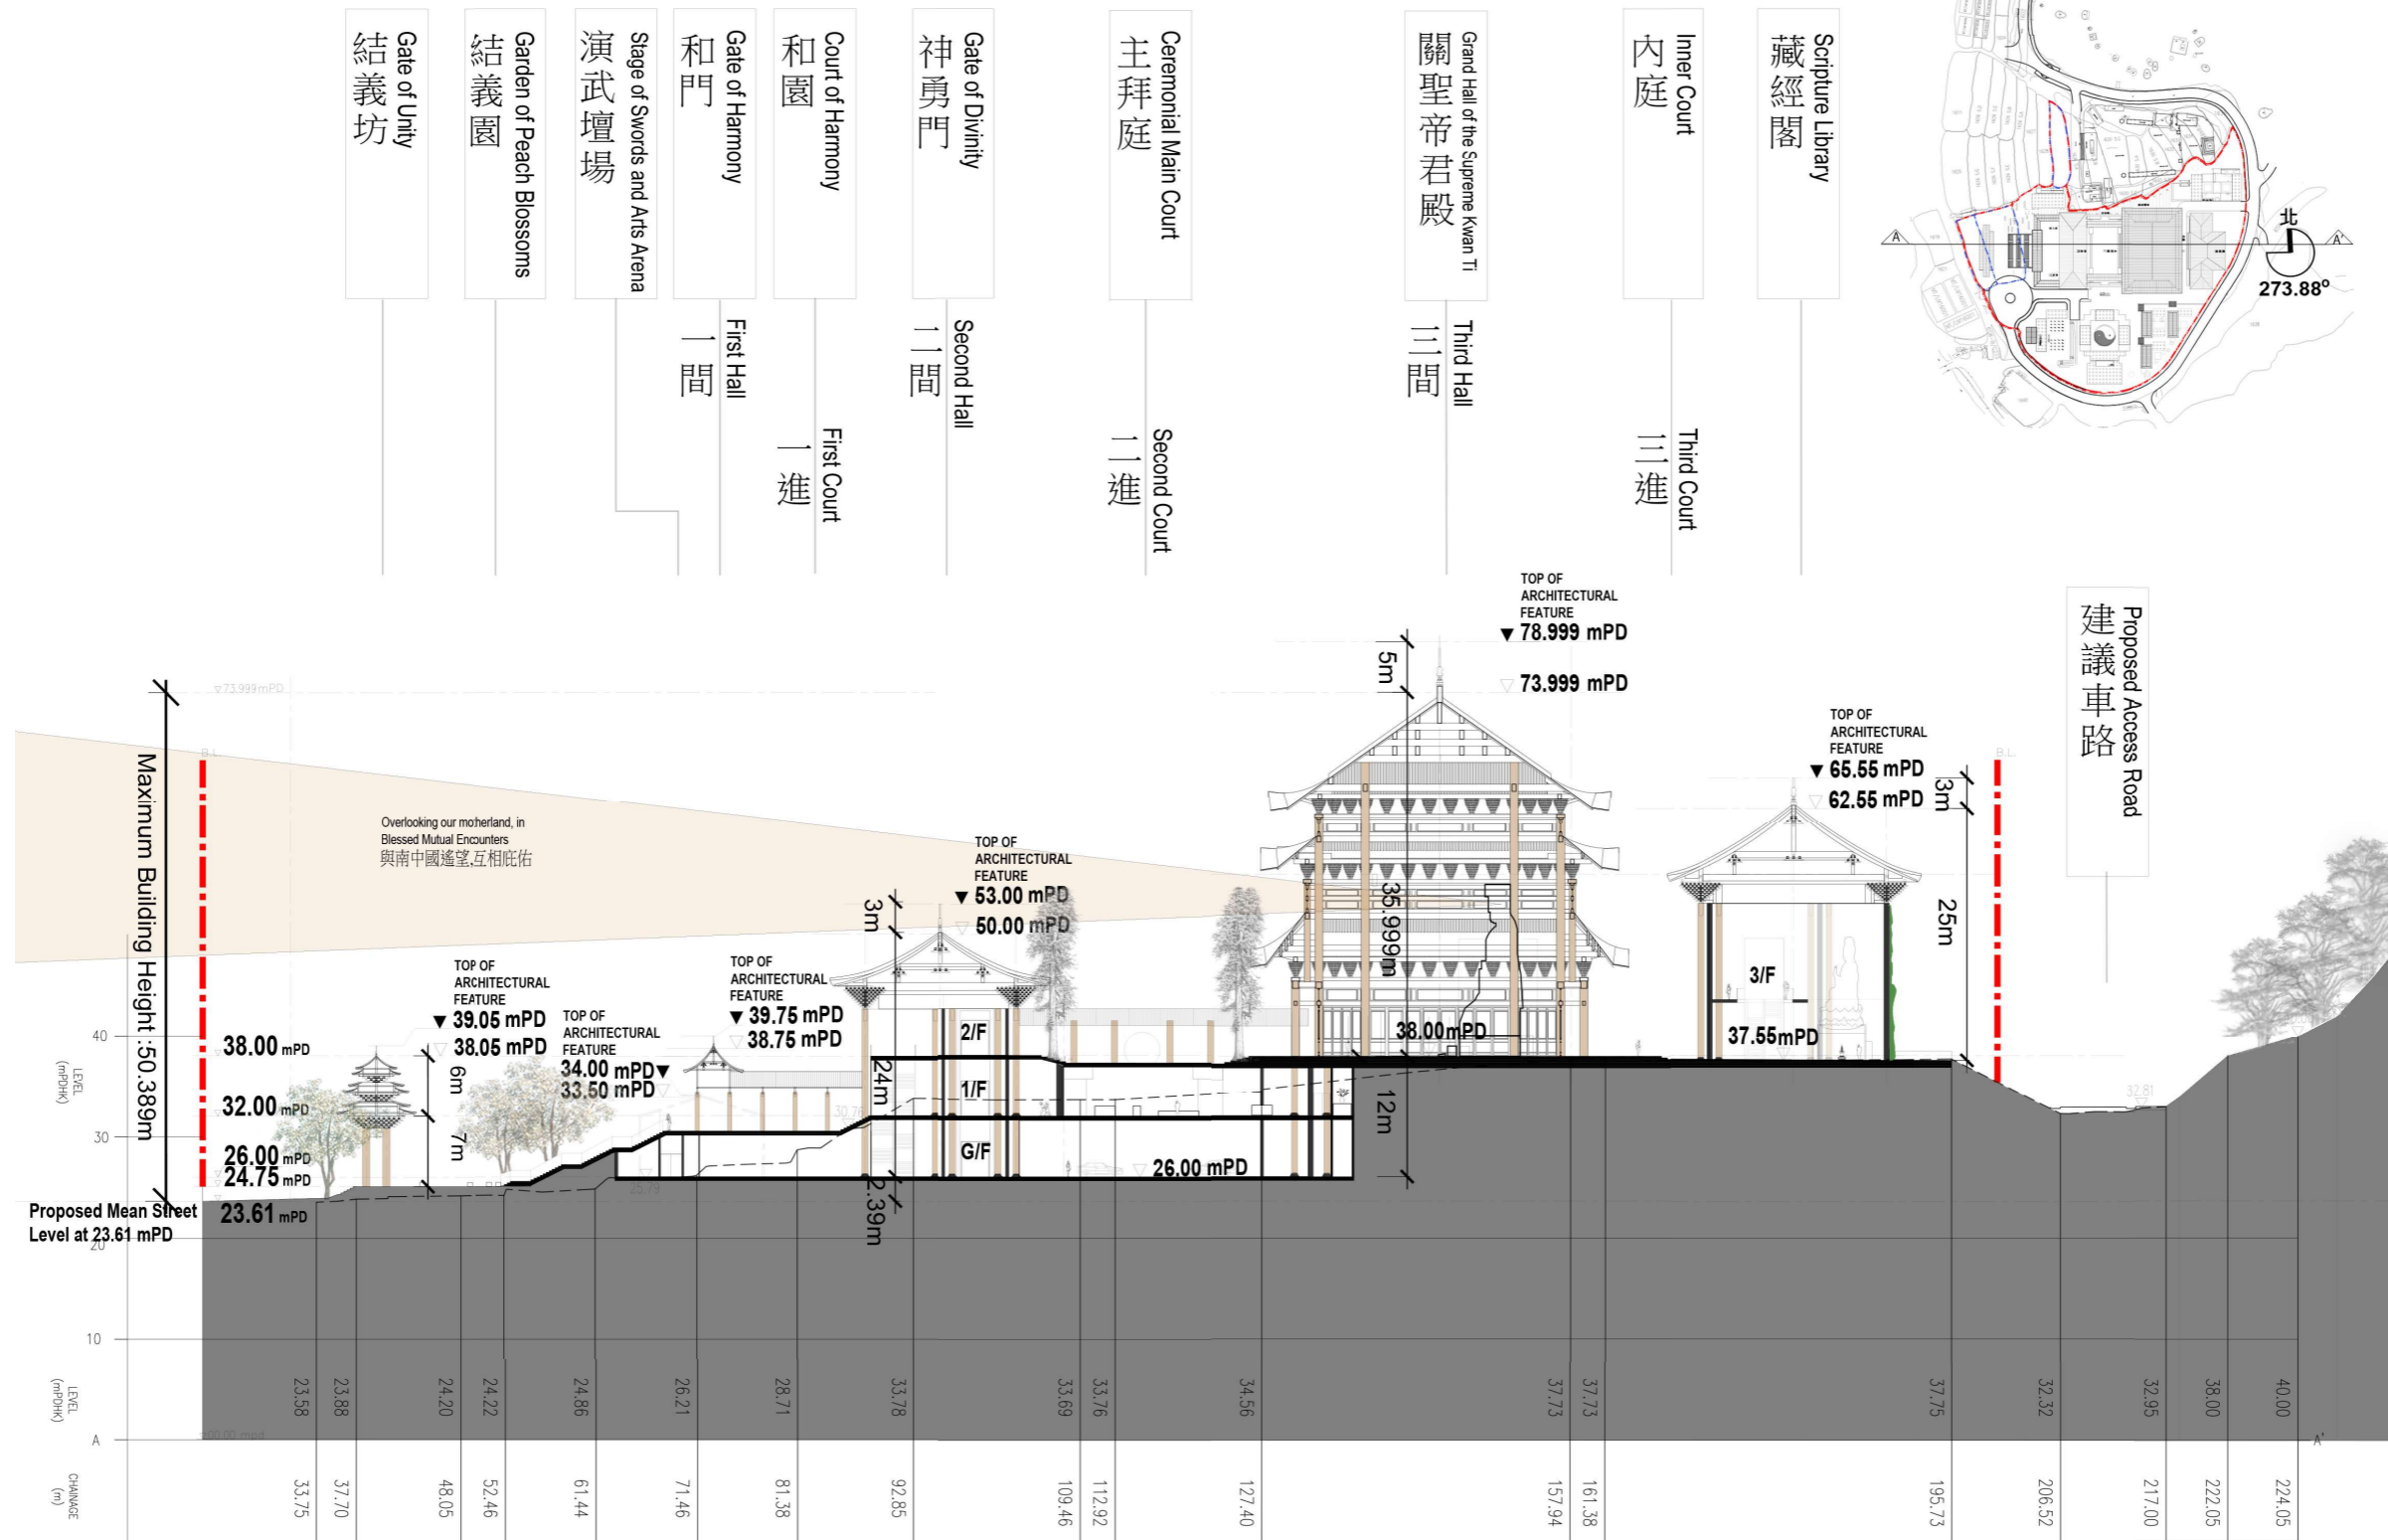 Gate of Unity
結義坊
Garden of Peach Blossoms
結義園
Stage of Swords and Arts Arena
演武壇場
Gate of Harmony
和門
First Hall
一間
Court of Harmony
和園
First Court
一進
Gate of Divinity
神勇門
Second Hall
二間
Ceremonial Main Court
主拜庭
Second Court
二進
Grand Hall of the Supreme Kwan Ti
關聖帝君殿
Third Hall
三間
Inner Court
內庭
Third Court
三進
Scripture Library
藏經閣
A
A'
北
273.88°
Proposed Access Road
建議車路
TOP OF
ARCHITECTURAL
FEATURE
▼ 78.999 mPD
▽ 73.999 mPD
5m
35.999m
38.00mPD
12m
TOP OF
ARCHITECTURAL
FEATURE
▼ 65.55 mPD
▽ 62.55 mPD
3m
25m
B.L.
3/F
37.55mPD
▽ 73.999 mPD
B.L.
Maximum Building Height :50.389m
Overlooking our motherland, in
Blessed Mutual Encounters
與南中國遙望,互相庇佑
TOP OF
ARCHITECTURAL
FEATURE
▼ 53.00 mPD
▽ 50.00 mPD
3m
24m
2.39m
2/F
1/F
G/F
▽ 26.00 mPD
TOP OF
ARCHITECTURAL
FEATURE
▼ 39.05 mPD
▽ 38.05 mPD
6m
7m
TOP OF
ARCHITECTURAL
FEATURE
34.00 mPD▼
33.50 mPD
TOP OF
ARCHITECTURAL
FEATURE
▼ 39.75 mPD
▽ 38.75 mPD
30.76
25.79
32.81
38.00 mPD
32.00 mPD
26.00 mPD
24.75 mPD
23.61 mPD
Proposed Mean Street
Level at 23.61 mPD
LEVEL
(mPDHK)
40
30
20
10
A
00.00 mpd
A'
LEVEL
(mPDHK)
23.58
23.88
24.20
24.22
24.86
26.21
28.71
33.78
33.69
33.76
34.56
37.73
37.73
37.75
32.32
32.95
38.00
40.00
CHAINAGE
(m)
33.75
37.70
48.05
52.46
61.44
71.46
81.38
92.85
109.46
112.92
127.40
157.94
161.38
195.73
206.52
217.00
222.05
224.05